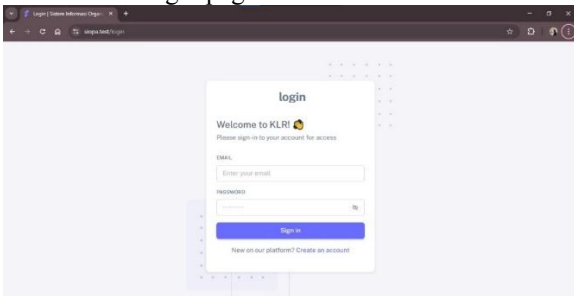 Login | Sistem Informasi Organi
siopa.test/login
login
Welcome to KLR!
Please sign-in to your account for access
EMAIL
Enter your email
PASSWORD
Sign in
New on our platform? Create an account